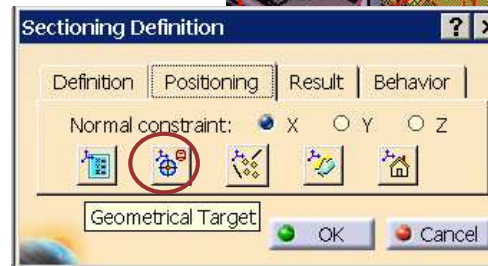 Sectioning Definition ? x
Definition Positioning Result Behavior
Normal constraint: X Y Z
Geometrical Target
OK Cancel